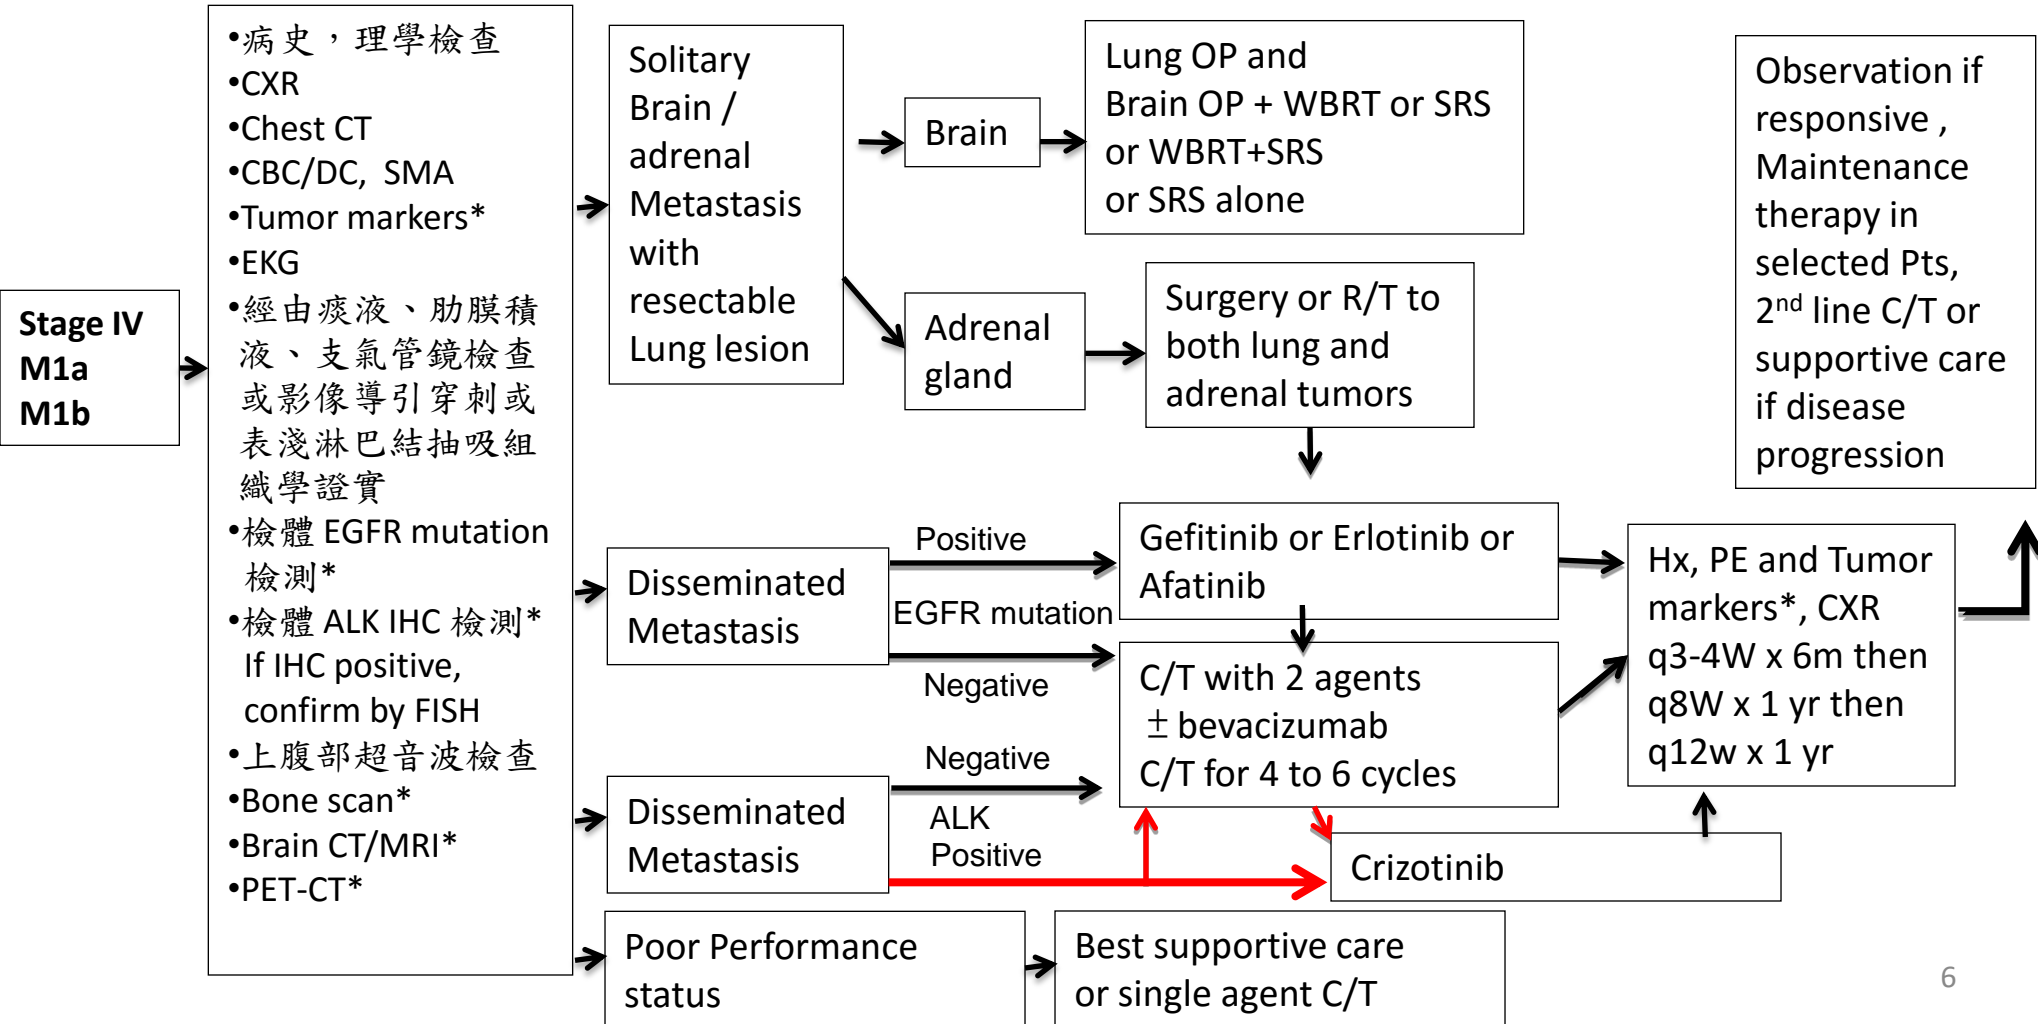 Stage IV
M1a
M1b
•病史，理學檢查
•CXR
•Chest CT
•CBC/DC, SMA
•Tumor markers*
•EKG
•經由痰液、肋膜積
液、支氣管鏡檢查
或影像導引穿刺或
表淺淋巴結抽吸組
織學證實
•檢體 EGFR mutation
檢測*
•檢體 ALK IHC 檢測*
If IHC positive,
confirm by FISH
•上腹部超音波檢查
•Bone scan*
•Brain CT/MRI*
•PET-CT*
Solitary
Brain /
adrenal
Metastasis
with
resectable
Lung lesion
Brain
Lung OP and
Brain OP + WBRT or SRS
or WBRT+SRS
or SRS alone
Adrenal
gland
Surgery or R/T to
both lung and
adrenal tumors
Disseminated
Metastasis
Positive
EGFR mutation
Negative
Gefitinib or Erlotinib or
Afatinib
C/T with 2 agents
± bevacizumab
C/T for 4 to 6 cycles
Disseminated
Metastasis
Negative
ALK
Positive
Crizotinib
Poor Performance
status
Best supportive care
or single agent C/T
Hx, PE and Tumor
markers*, CXR
q3-4W x 6m then
q8W x 1 yr then
q12w x 1 yr
Observation if
responsive ,
Maintenance
therapy in
selected Pts,
2nd line C/T or
supportive care
if disease
progression
6